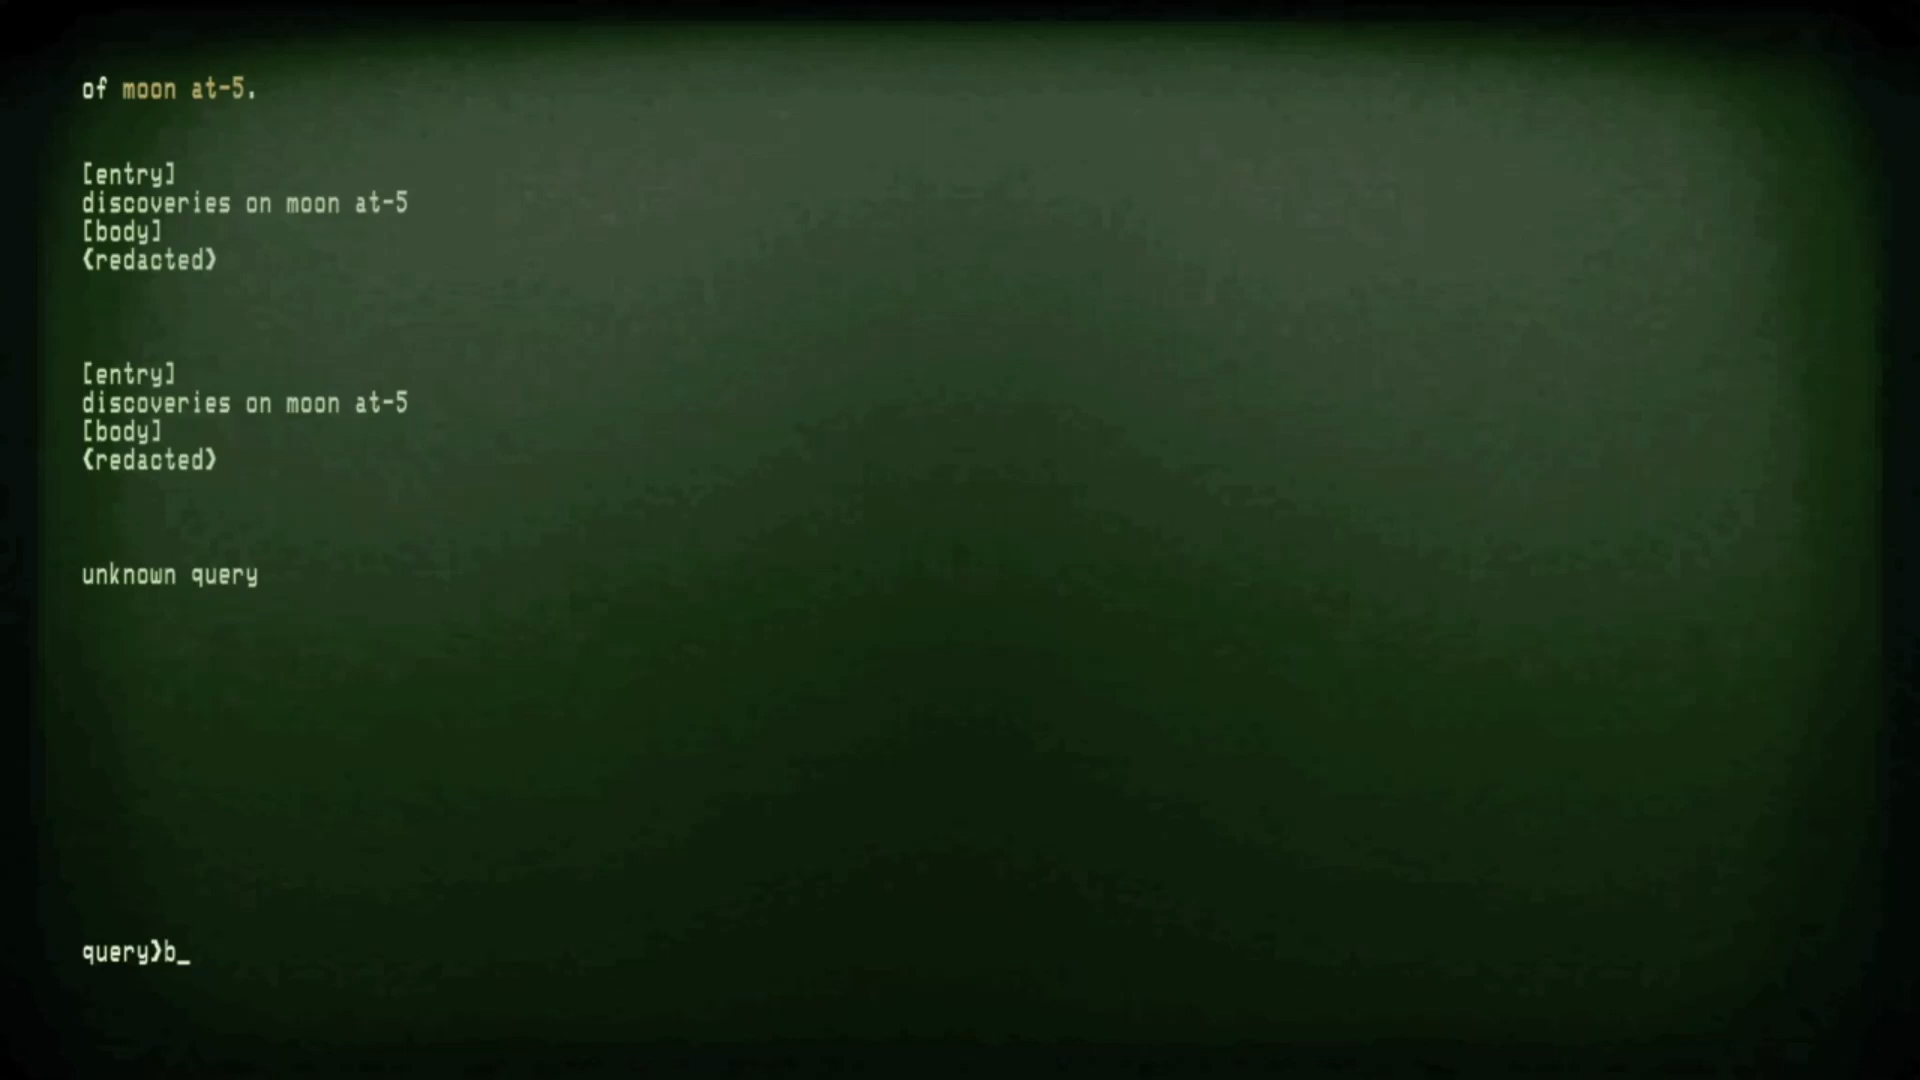 of moon at-5.
[entry]
discoveries on moon at-5
[body]
<redacted>
[entry]
discoveries on moon at-5
[body]
<redacted>
unknown query
query>b_